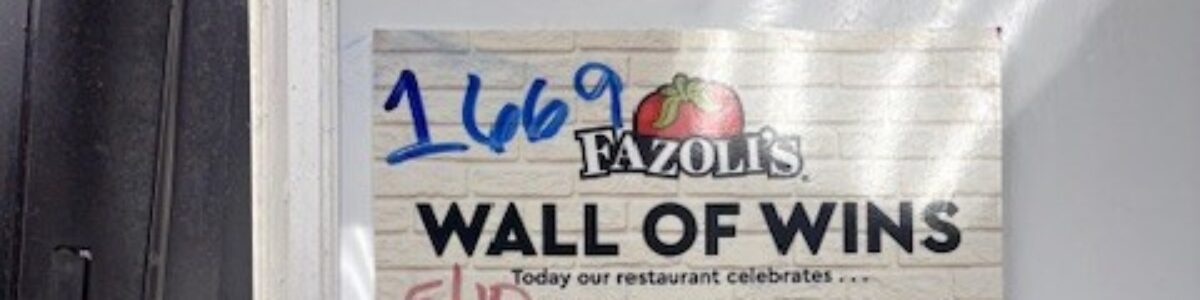 1669
FAZOLI'S
WALL OF WINS
Today our restaurant celebrates . . .